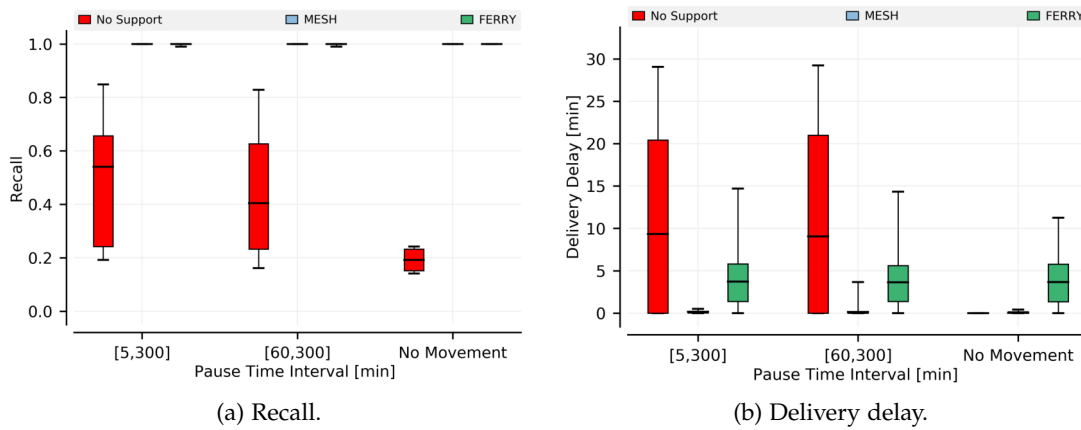 No Support MESH FERRY
1.0
0.8
0.6
0.4
0.2
0.0
Recall
[5,300] [60,300] No Movement
Pause Time Interval [min]
(a) Recall.
No Support MESH FERRY
30
25
20
15
10
5
0
Delivery Delay [min]
[5,300] [60,300] No Movement
Pause Time Interval [min]
(b) Delivery delay.